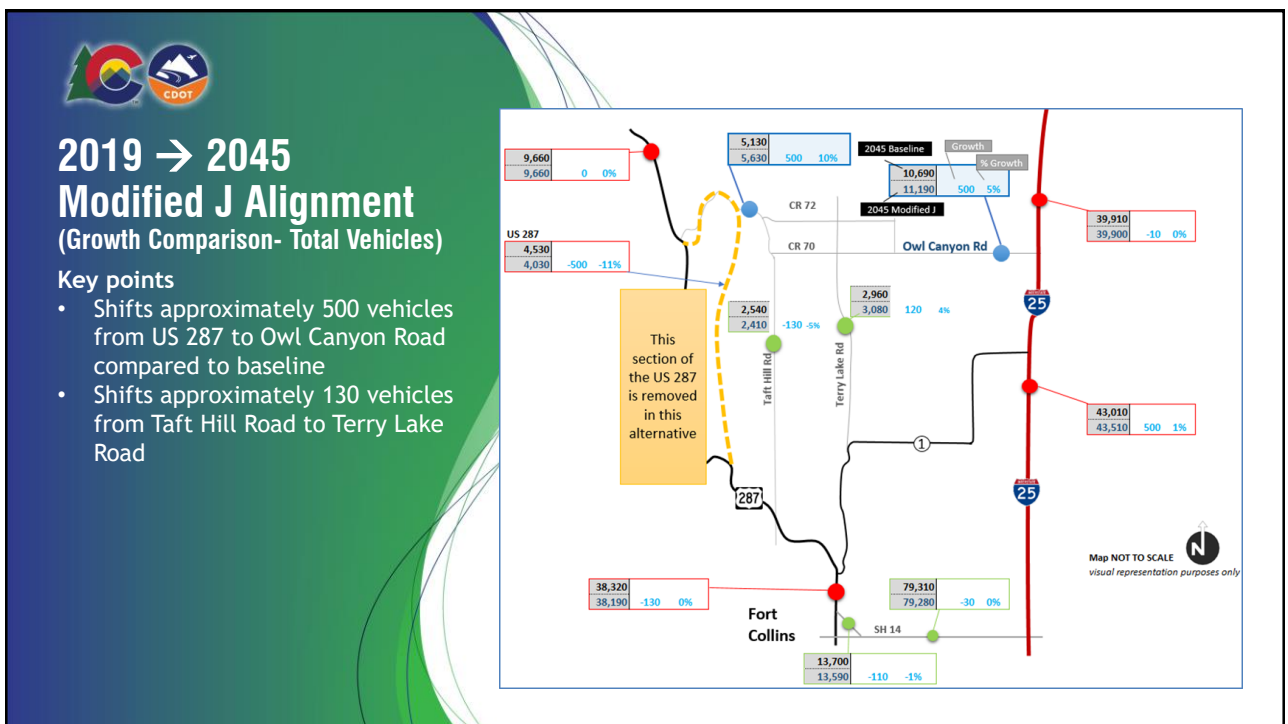 CDOT
2019 → 2045
Modified J Alignment
(Growth Comparison- Total Vehicles)
Key points
• Shifts approximately 500 vehicles
from US 287 to Owl Canyon Road
compared to baseline
• Shifts approximately 130 vehicles
from Taft Hill Road to Terry Lake
Road
9,660
9,660 0 0%
5,130
5,630 500 10%
2045 Baseline
Growth
% Growth
10,690
11,190 500 5%
2045 Modified J
CR 72
39,910
39,900 -10 0%
US 287
4,530
4,030 -500 -11%
CR 70
Owl Canyon Rd
This
section of
the US 287
is removed
in this
alternative
2,540
2,410 -130 -5%
2,960
3,080 120 4%
25
Taft Hill Rd
Terry Lake Rd
43,010
43,510 500 1%
1
287
25
N
Map NOT TO SCALE
visual representation purposes only
38,320
38,190 -130 0%
79,310
79,280 -30 0%
Fort
Collins
SH 14
13,700
13,590 -110 -1%